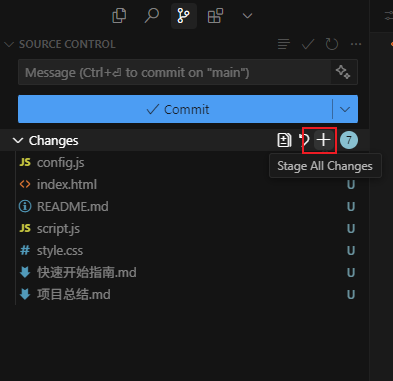 SOURCE CONTROL
Message (Ctrl+⏎ to commit on "main")
Commit
Changes 7
Stage All Changes
JS config.js U
<> index.html U
README.md U
JS script.js U
# style.css U
快速开始指南.md U
项目总结.md U